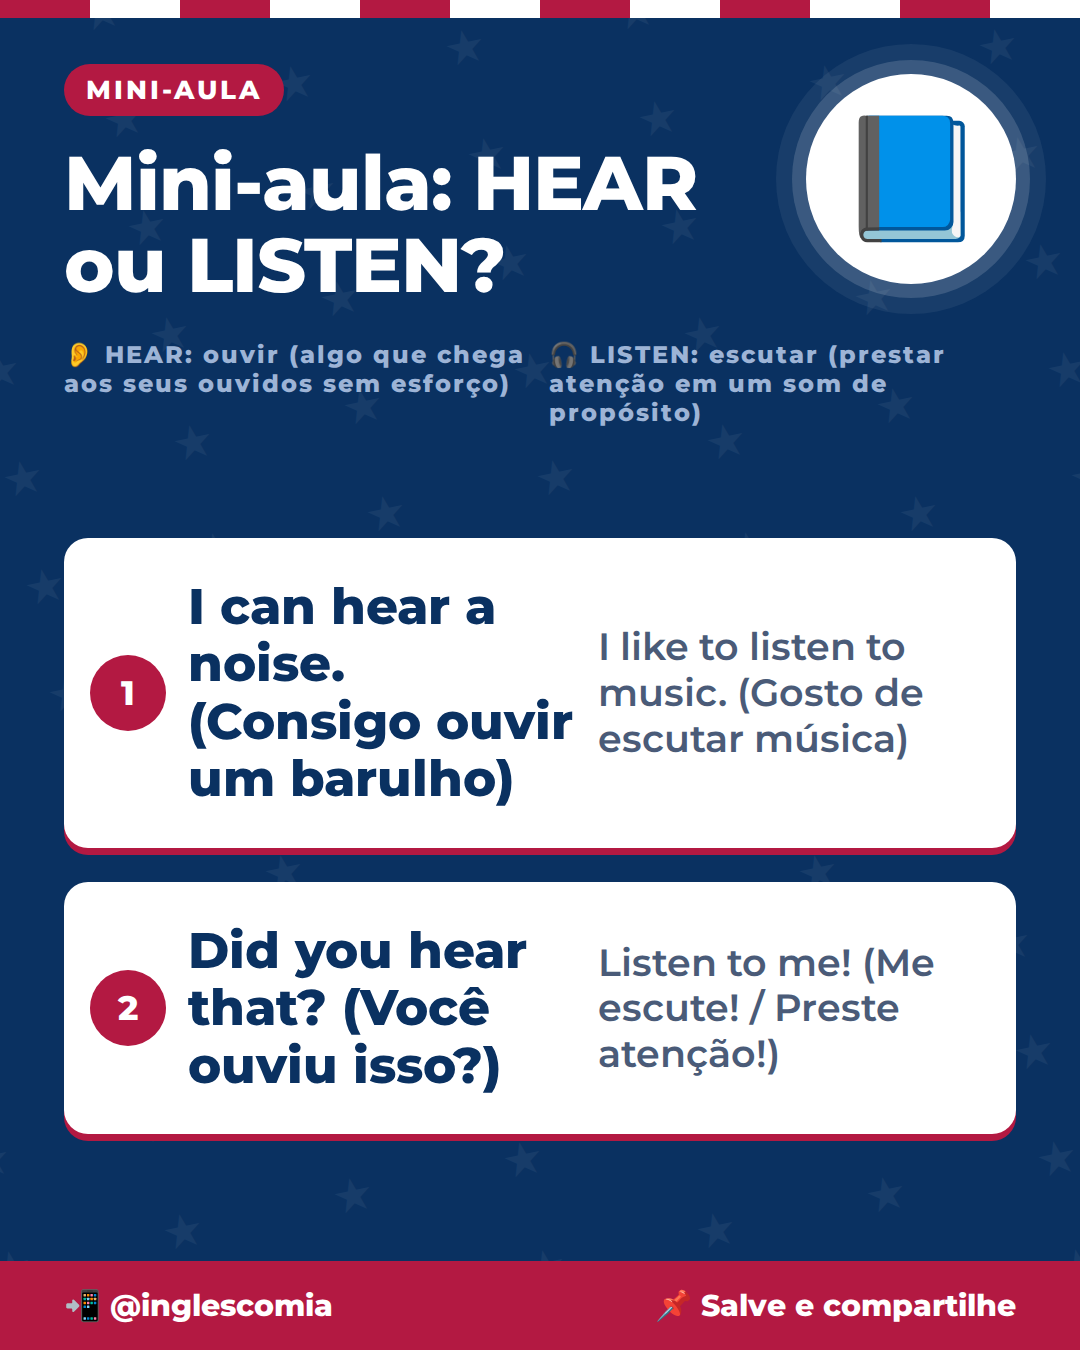 MINI-AULA
Mini-aula: HEAR
ou LISTEN?
👂 HEAR: ouvir (algo que chega
aos seus ouvidos sem esforço)
🎧 LISTEN: escutar (prestar
atenção em um som de
propósito)
1
I can hear a
noise.
(Consigo ouvir
um barulho)
I like to listen to
music. (Gosto de
escutar música)
2
Did you hear
that? (Você
ouviu isso?)
Listen to me! (Me
escute! / Preste
atenção!)
📲 @inglescomia
📌 Salve e compartilhe